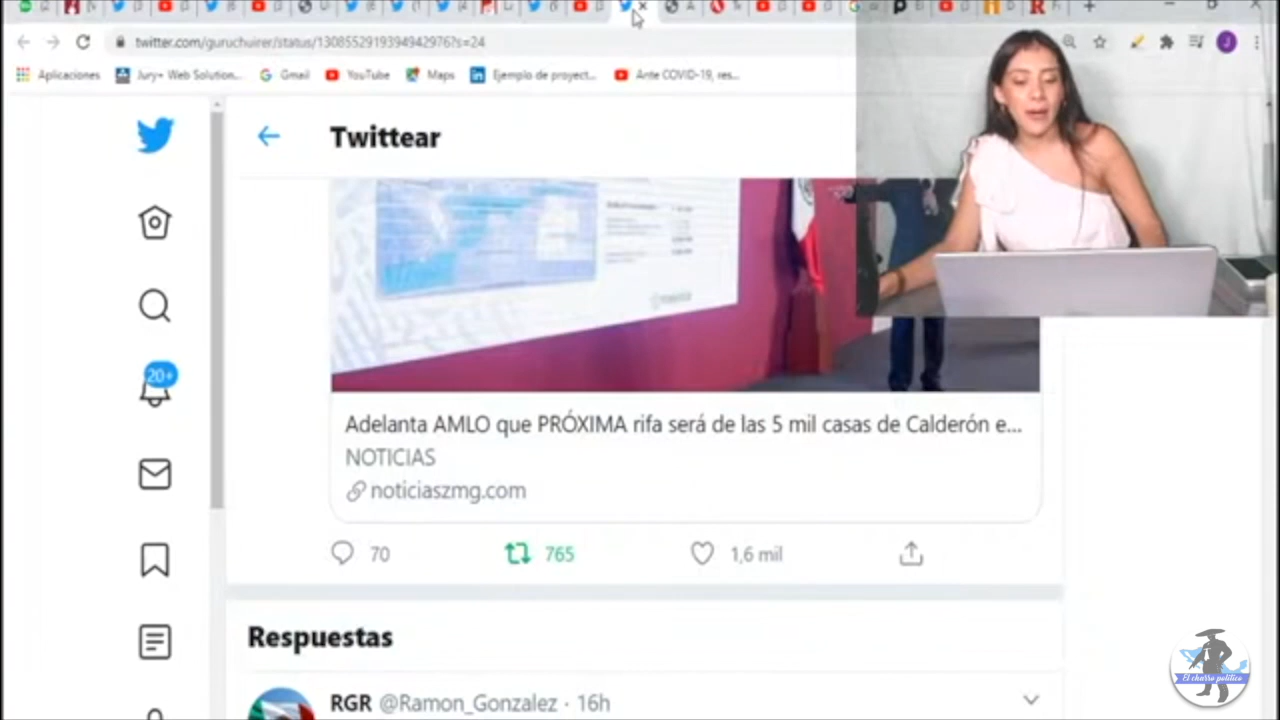 twitter.com/guruchuirer/status/1308552919394942976?s=24
Aplicaciones
Jury+ Web Solution...
Gmail
YouTube
Maps
Ejemplo de proyect...
Ante COVID-19, res...
Twittear
Adelanta AMLO que PRÓXIMA rifa será de las 5 mil casas de Calderón e...
NOTICIAS
noticiaszmg.com
70
765
1,6 mil
20+
Respuestas
RGR @Ramon_Gonzalez · 16h
J
El charro político